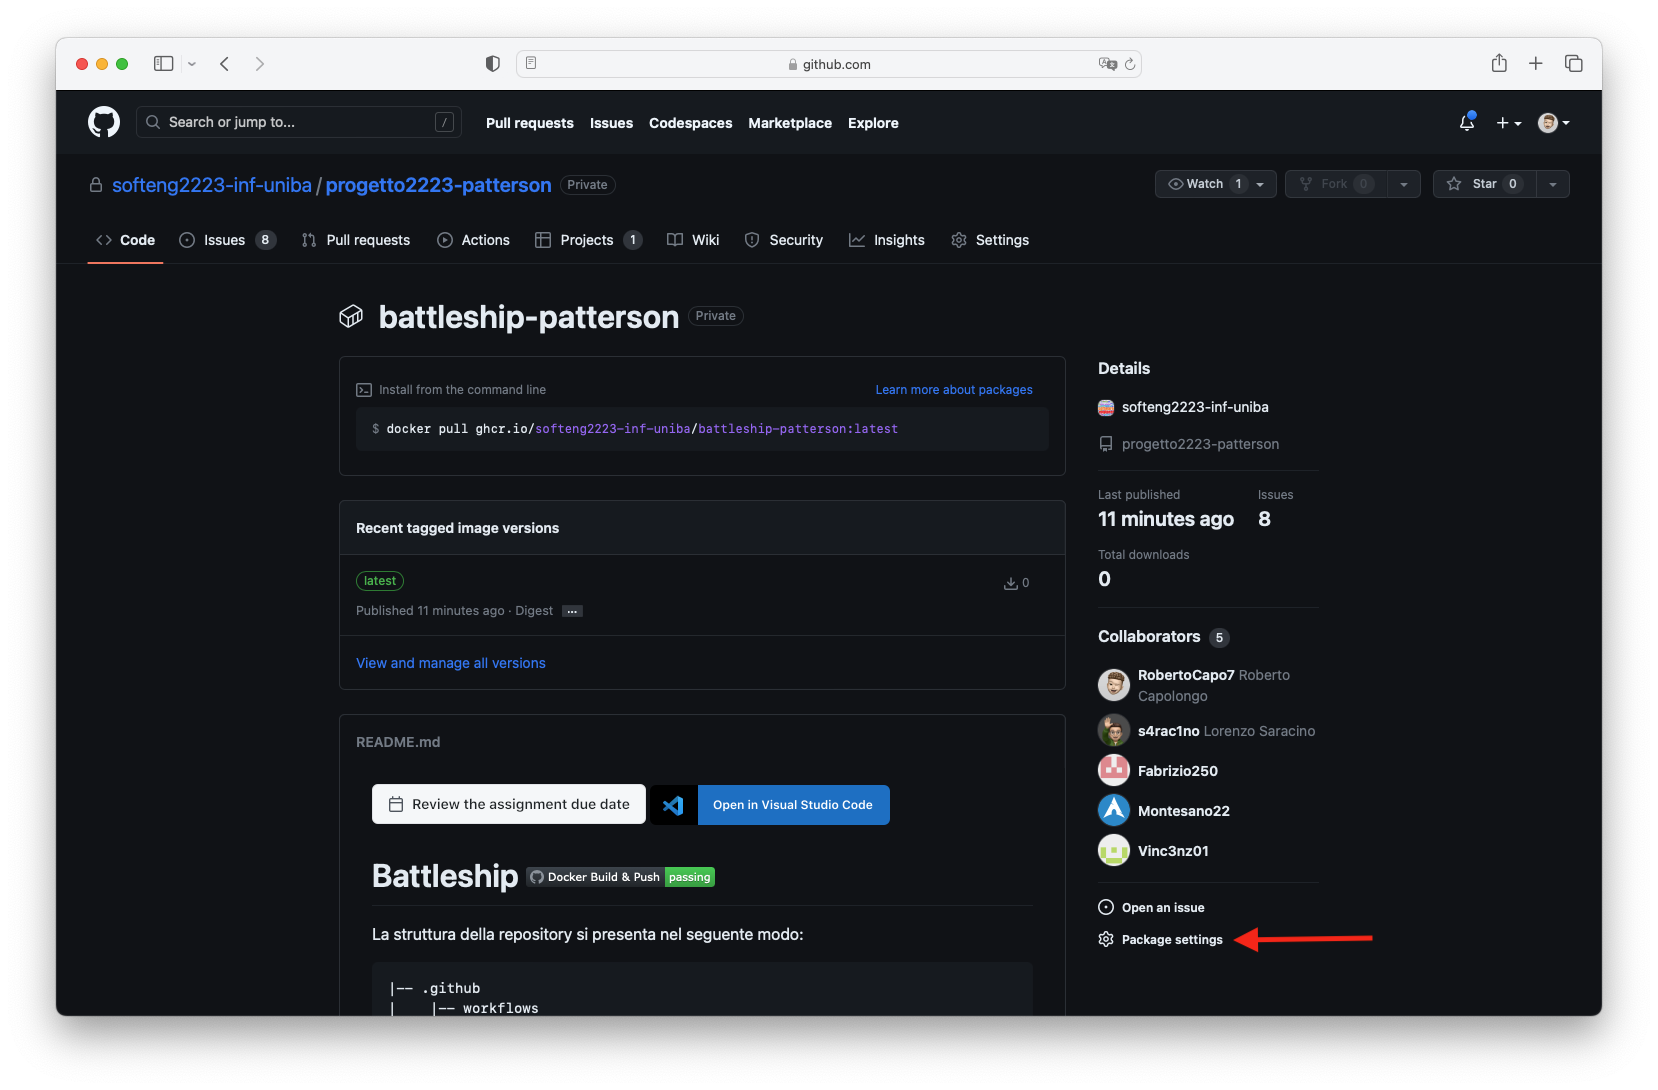 github.com
Search or jump to... /
Pull requests Issues Codespaces Marketplace Explore
softeng2223-inf-uniba / progetto2223-patterson Private
Watch 1 Fork 0 Star 0
Code Issues 8 Pull requests Actions Projects 1 Wiki Security Insights Settings
battleship-patterson Private
Install from the command line Learn more about packages
$ docker pull ghcr.io/softeng2223-inf-uniba/battleship-patterson:latest
Recent tagged image versions
latest 0
Published 11 minutes ago · Digest ...
View and manage all versions
README.md
Review the assignment due date Open in Visual Studio Code
Battleship Docker Build & Push passing
La struttura della repository si presenta nel seguente modo:
|-- .github
| |-- workflows
Details
softeng2223-inf-uniba
progetto2223-patterson
Last published Issues
11 minutes ago 8
Total downloads
0
Collaborators 5
RobertoCapo7 Roberto
Capolongo
s4rac1no Lorenzo Saracino
Fabrizio250
Montesano22
Vinc3nz01
Open an issue
Package settings